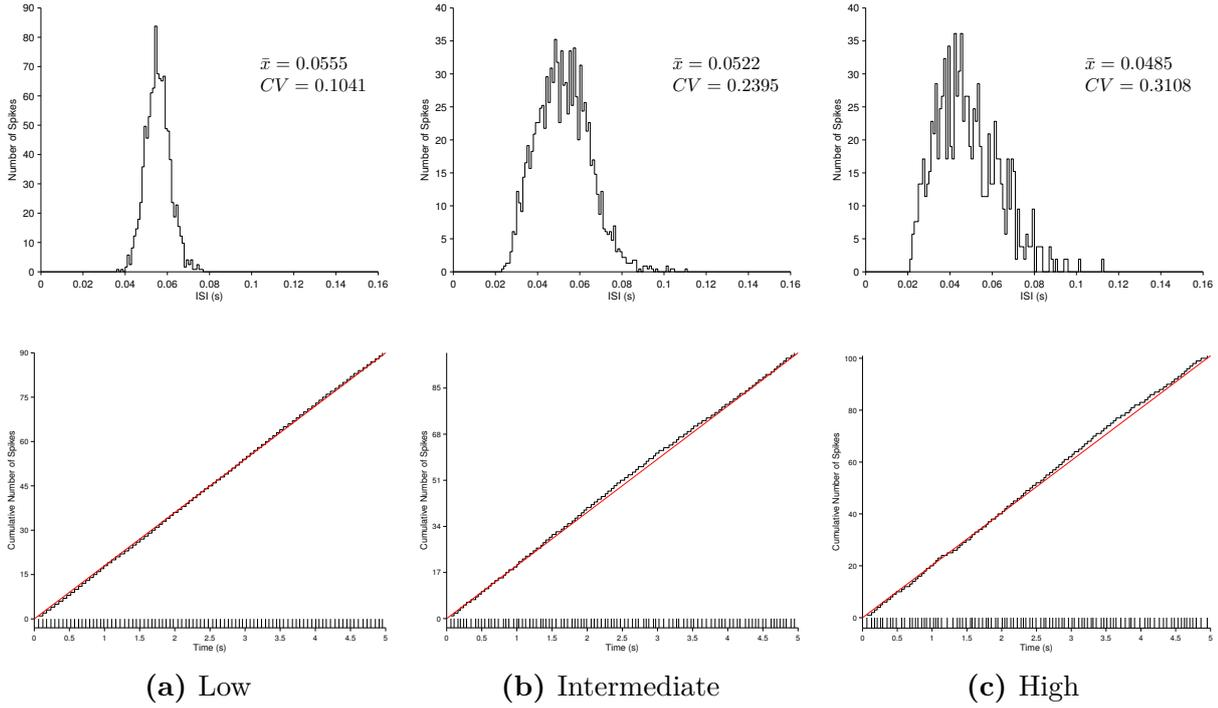 90
80
70
60
50
40
30
20
10
0
Number of Spikes
x̄ = 0.0555
CV = 0.1041
0 0.02 0.04 0.06 0.08 0.1 0.12 0.14 0.16
ISI (s)
40
35
30
25
20
15
10
5
0
Number of Spikes
x̄ = 0.0522
CV = 0.2395
0 0.02 0.04 0.06 0.08 0.1 0.12 0.14 0.16
ISI (s)
40
35
30
25
20
15
10
5
0
Number of Spikes
x̄ = 0.0485
CV = 0.3108
0 0.02 0.04 0.06 0.08 0.1 0.12 0.14 0.16
ISI (s)
90
75
60
45
30
15
0
Cumulative Number of Spikes
0 0.5 1 1.5 2 2.5 3 3.5 4 4.5 5
Time (s)
85
68
51
34
17
0
Cumulative Number of Spikes
0 0.5 1 1.5 2 2.5 3 3.5 4 4.5 5
Time (s)
100
80
60
40
20
0
Cumulative Number of Spikes
0 0.5 1 1.5 2 2.5 3 3.5 4 4.5 5
Time (s)
(a) Low
(b) Intermediate
(c) High